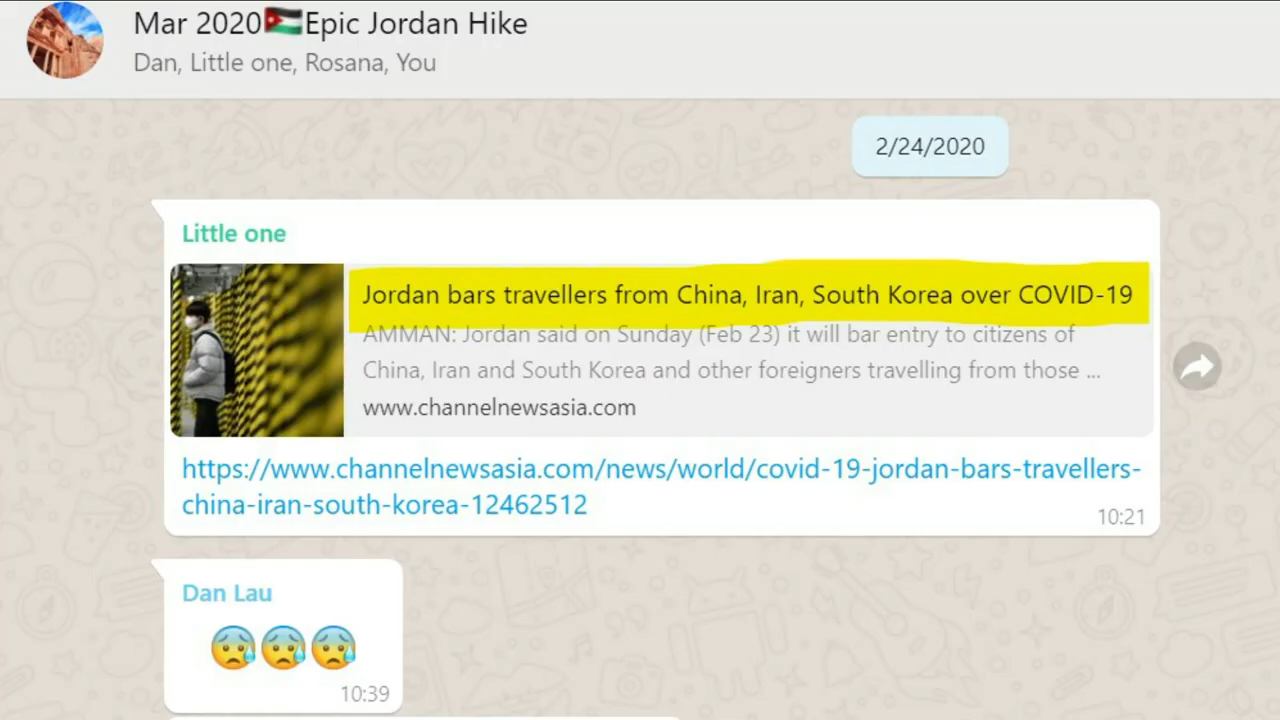 Mar 2020🇯🇴Epic Jordan Hike
Dan, Little one, Rosana, You
2/24/2020
Little one
Jordan bars travellers from China, Iran, South Korea over COVID-19
AMMAN: Jordan said on Sunday (Feb 23) it will bar entry to citizens of
China, Iran and South Korea and other foreigners travelling from those ...
www.channelnewsasia.com
https://www.channelnewsasia.com/news/world/covid-19-jordan-bars-travellers-
china-iran-south-korea-12462512
10:21
Dan Lau
😰😰😰
10:39